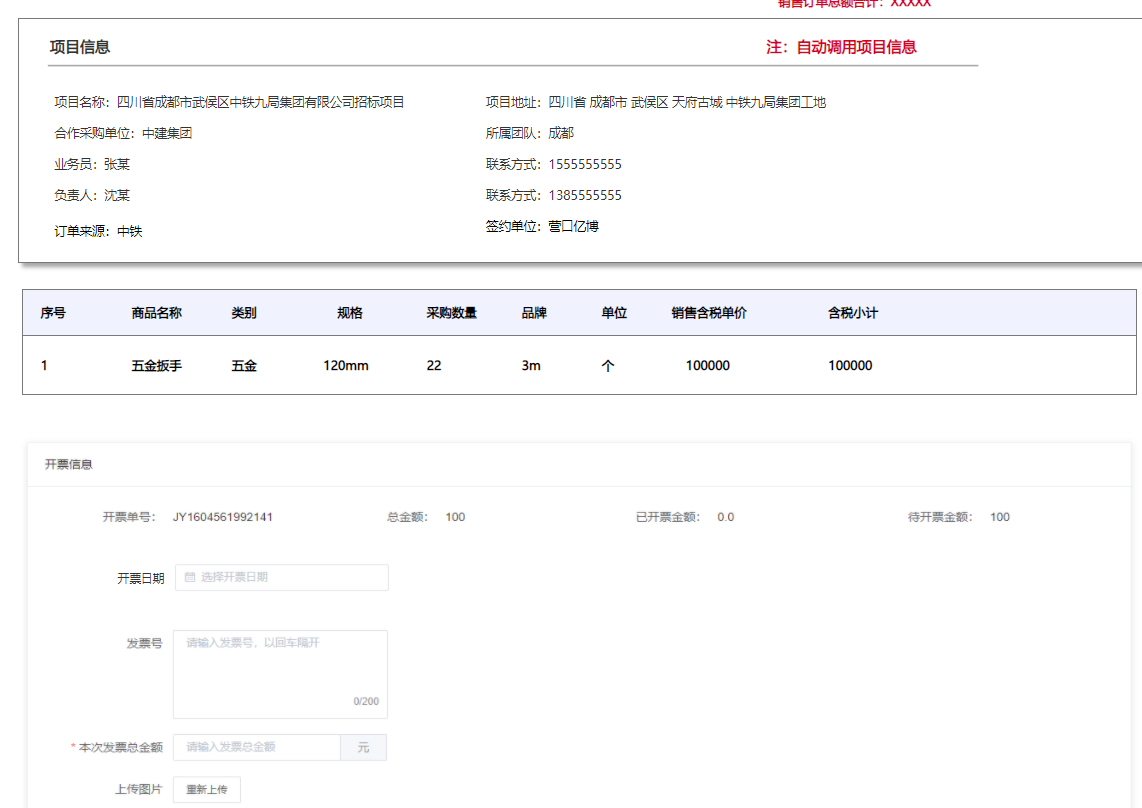 销售订单总额合计：XXXXX
项目信息 注：自动调用项目信息
项目名称：四川省成都市武侯区中铁九局集团有限公司招标项目 项目地址：四川省 成都市 武侯区 天府古城 中铁九局集团工地
合作采购单位：中建集团 所属团队：成都
业务员：张某 联系方式：1555555555
负责人：沈某 联系方式：1385555555
订单来源：中铁 签约单位：营口亿博
序号 商品名称 类别 规格 采购数量 品牌 单位 销售含税单价 含税小计
1 五金扳手 五金 120mm 22 3m 个 100000 100000
开票信息
开票单号： JY1604561992141 总金额： 100 已开票金额： 0.0 待开票金额： 100
开票日期 选择开票日期
发票号 请输入发票号，以回车隔开
0/200
* 本次发票总金额 请输入发票总金额 元
上传图片 重新上传